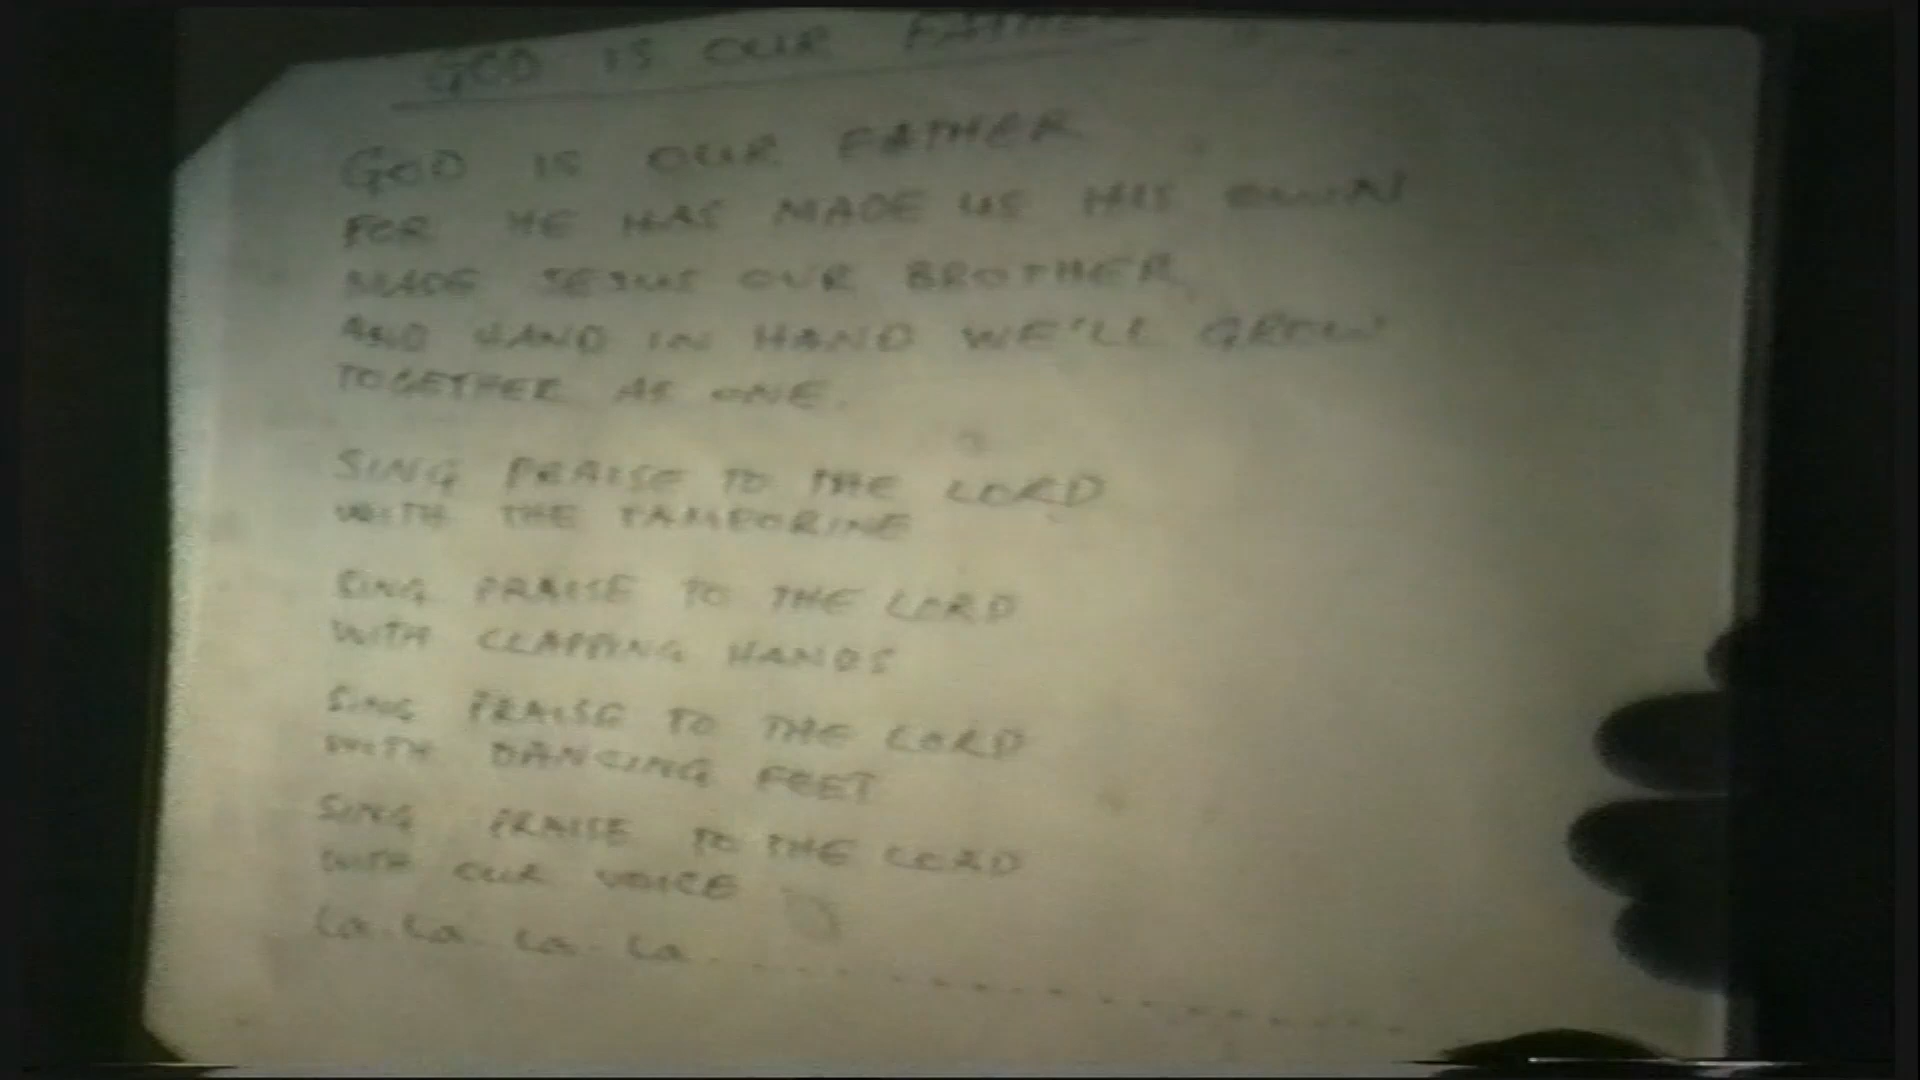 GOD IS OUR FATHER
GOD IS OUR FATHER
FOR HE HAS MADE US HIS OWN
MADE JESUS OUR BROTHER
AND HAND IN HAND WE'LL GROW
TOGETHER AS ONE.
SING PRAISE TO THE LORD
WITH THE TAMBORINE
SING PRAISE TO THE LORD
WITH CLAPPING HANDS
SING PRAISE TO THE LORD
WITH DANCING FEET
SING PRAISE TO THE LORD
WITH OUR VOICE
La. La. La. La..................